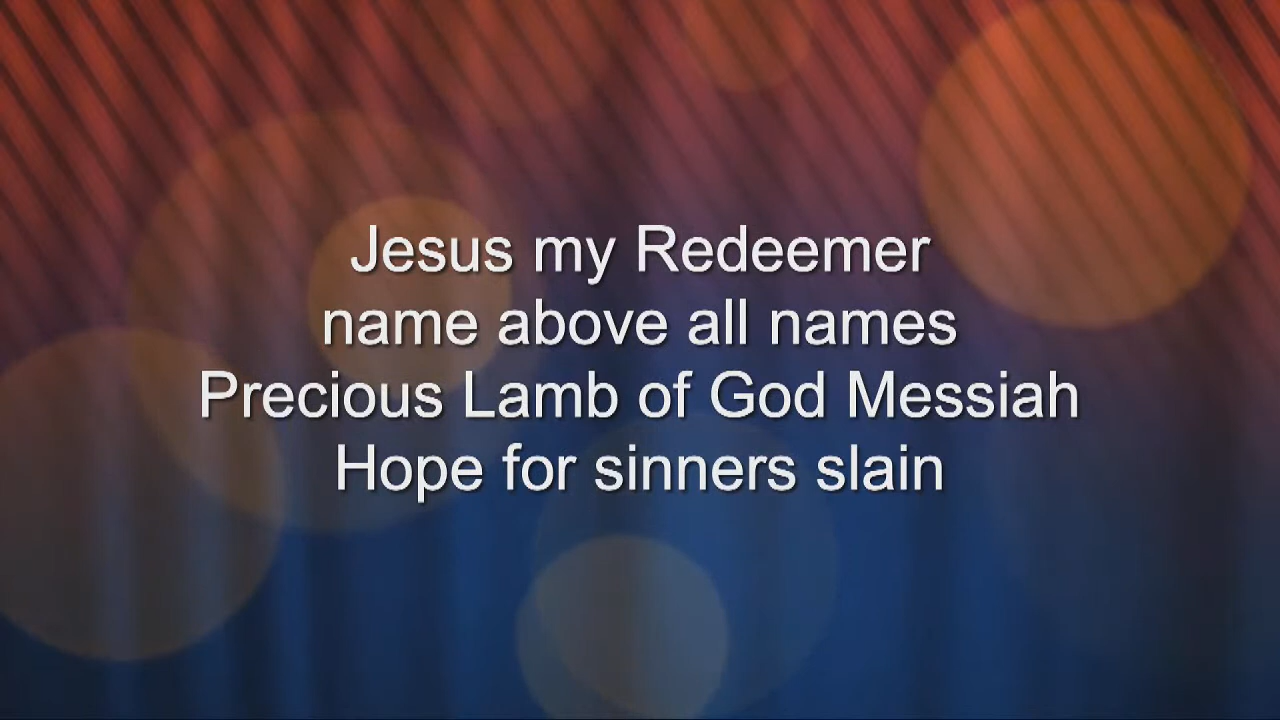 Jesus my Redeemer
name above all names
Precious Lamb of God Messiah
Hope for sinners slain